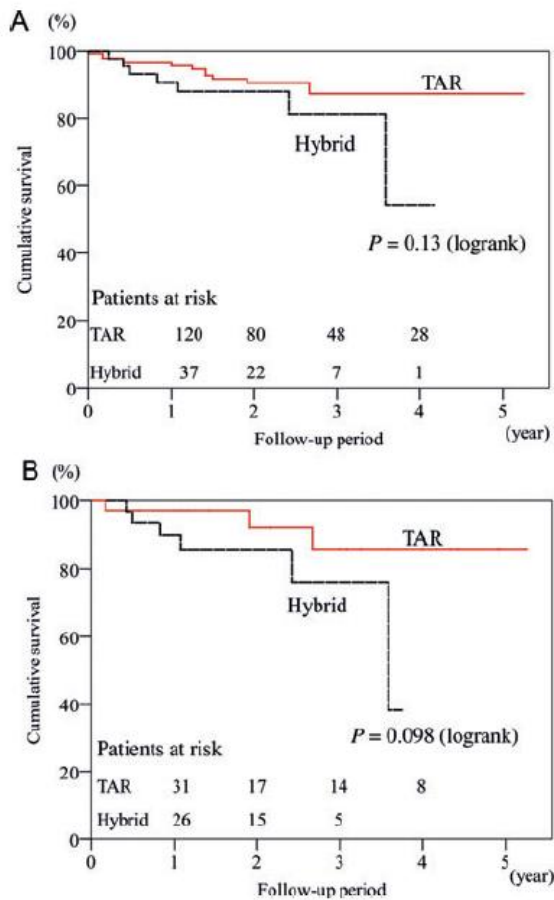 A (%)
100
TAR
80
Hybrid
60
Cumulative survival
P = 0.13 (logrank)
40
Patients at risk
20
TAR 120 80 48 28
Hybrid 37 22 7 1
0
0 1 2 3 4 5
Follow-up period (year)
B (%)
100
TAR
80
Hybrid
60
Cumulative survival
40
P = 0.098 (logrank)
Patients at risk
20
TAR 31 17 14 8
Hybrid 26 15 5
0
0 1 2 3 4 5
Follow-up period (year)